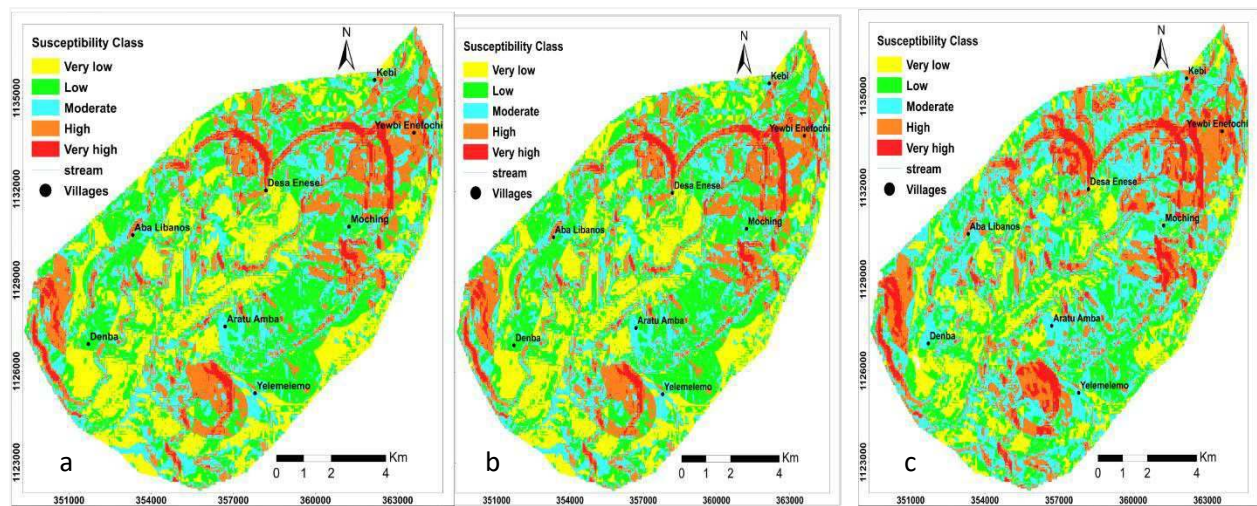 N
Susceptibility Class
Very low
Low
Moderate
High
Very high
stream
Villages
Kebi
Yewbi Enefochi
Desa Enese
Moching
Aba Libanos
Aratu Amba
Denba
Yelemelemo
a
Km
0 1 2 4
1135000
1132000
1129000
1126000
1123000
351000 354000 357000 360000 363000
N
Susceptibility Class
Very low
Low
Moderate
High
Very high
stream
Villages
Kebi
Yewbi Enefochi
Desa Enese
Moching
Aba Libanos
Aratu Amba
Denba
Yelemelemo
b
Km
0 1 2 4
351000 354000 357000 360000 363000
N
Susceptibility Class
Very low
Low
Moderate
High
Very high
stream
Villages
Kebi
Yewbi Enefochi
Desa Enese
Moching
Aba Libanos
Aratu Amba
Denba
Yelemelemo
c
Km
0 1 2 4
1135000
1132000
1129000
1126000
1123000
351000 354000 357000 360000 363000